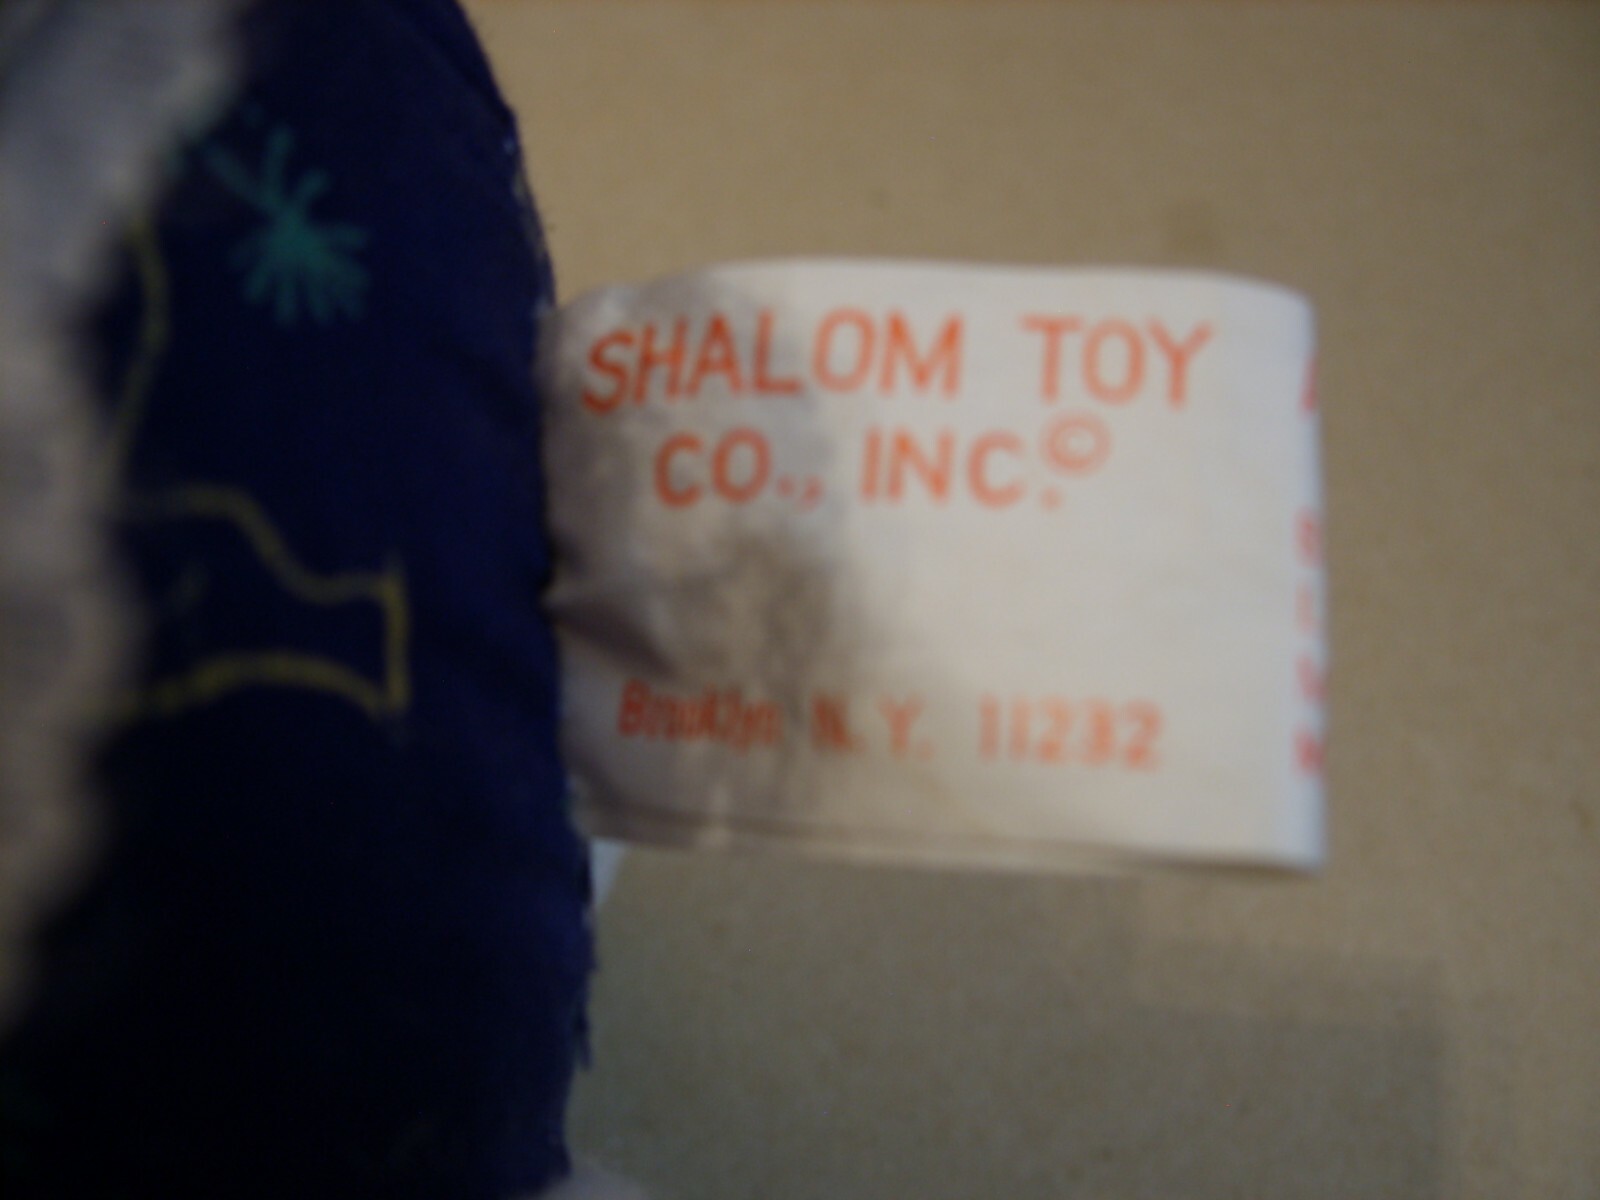 SHALOM TOY
CO., INC.©
Brooklyn N.Y. 11232